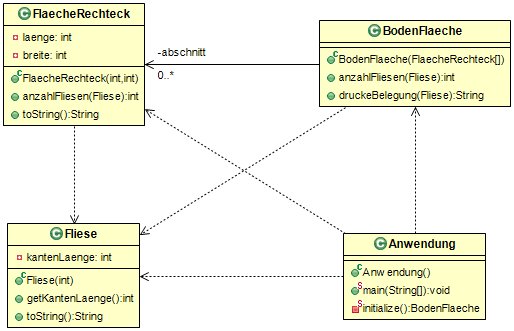 FlaecheRechteck
laenge: int
breite: int
FlaecheRechteck(int,int)
anzahlFliesen(Fliese):int
toString():String
-abschnitt
0..*
BodenFlaeche
BodenFlaeche(FlaecheRechteck[])
anzahlFliesen(Fliese):int
druckeBelegung(Fliese):String
Fliese
kantenLaenge: int
Fliese(int)
getKantenLaenge():int
toString():String
Anwendung
Anwendung()
main(String[]):void
initialize():BodenFlaeche